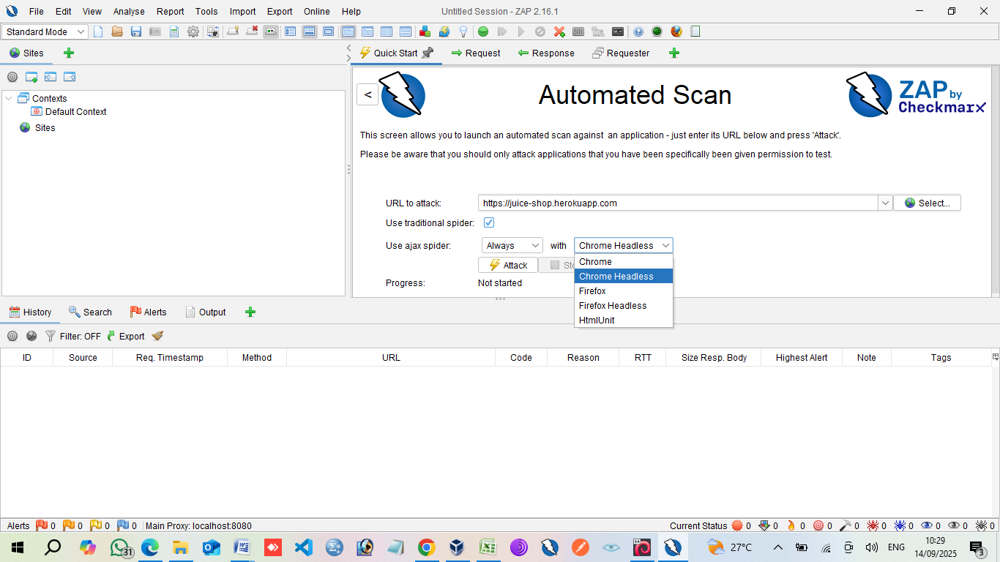 File Edit View Analyse Report Tools Import Export Online Help Untitled Session - ZAP 2.16.1
Standard Mode
Sites
Quick Start Request Response Requester
Contexts
Default Context
Sites
<
Automated Scan
ZAP by
Checkmarx
This screen allows you to launch an automated scan against an application - just enter its URL below and press 'Attack'.
Please be aware that you should only attack applications that you have been specifically been given permission to test.
URL to attack: https://juice-shop.herokuapp.com Select...
Use traditional spider:
Use ajax spider: Always with Chrome Headless
Attack
Progress: Not started
Chrome
Chrome Headless
Firefox
Firefox Headless
HtmlUnit
History Search Alerts Output
Filter: OFF Export
ID Source Req. Timestamp Method URL Code Reason RTT Size Resp. Body Highest Alert Note Tags
Alerts 0 0 0 0 Main Proxy: localhost:8080 Current Status 0 0 0 0 0 0 0 0 0 0
31
27°C ENG 10:29
14/09/2025 3